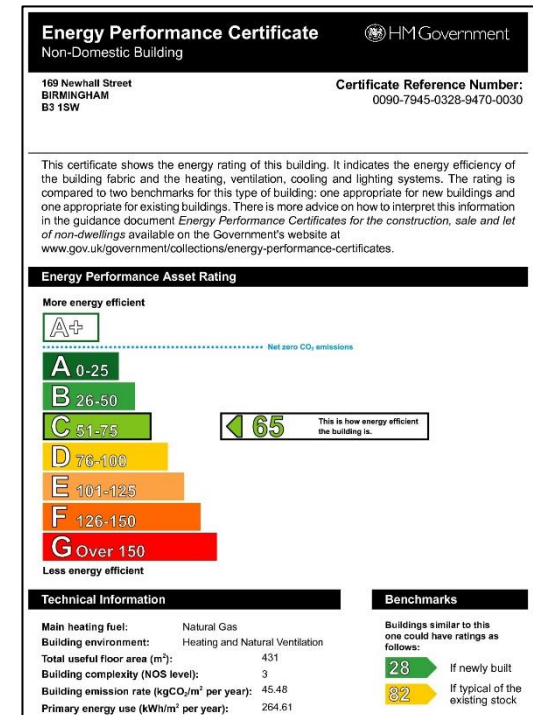 Energy Performance Certificate
Non-Domestic Building
HM Government
169 Newhall Street
BIRMINGHAM
B3 1SW
Certificate Reference Number:
0090-7945-0328-9470-0030
This certificate shows the energy rating of this building. It indicates the energy efficiency of
the building fabric and the heating, ventilation, cooling and lighting systems. The rating is
compared to two benchmarks for this type of building: one appropriate for new buildings and
one appropriate for existing buildings. There is more advice on how to interpret this information
in the guidance document Energy Performance Certificates for the construction, sale and let
of non-dwellings available on the Government's website at
www.gov.uk/government/collections/energy-performance-certificates.
Energy Performance Asset Rating
More energy efficient
A+
Net zero CO₂ emissions
A 0-25
B 26-50
C 51-75
65 This is how energy efficient
the building is.
D 76-100
E 101-125
F 126-150
G Over 150
Less energy efficient
Technical Information
Main heating fuel: Natural Gas
Building environment: Heating and Natural Ventilation
Total useful floor area (m²): 431
Building complexity (NOS level): 3
Building emission rate (kgCO₂/m² per year): 45.48
Primary energy use (kWh/m² per year): 264.61
Benchmarks
Buildings similar to this
one could have ratings as
follows:
28 If newly built
82 If typical of the
existing stock